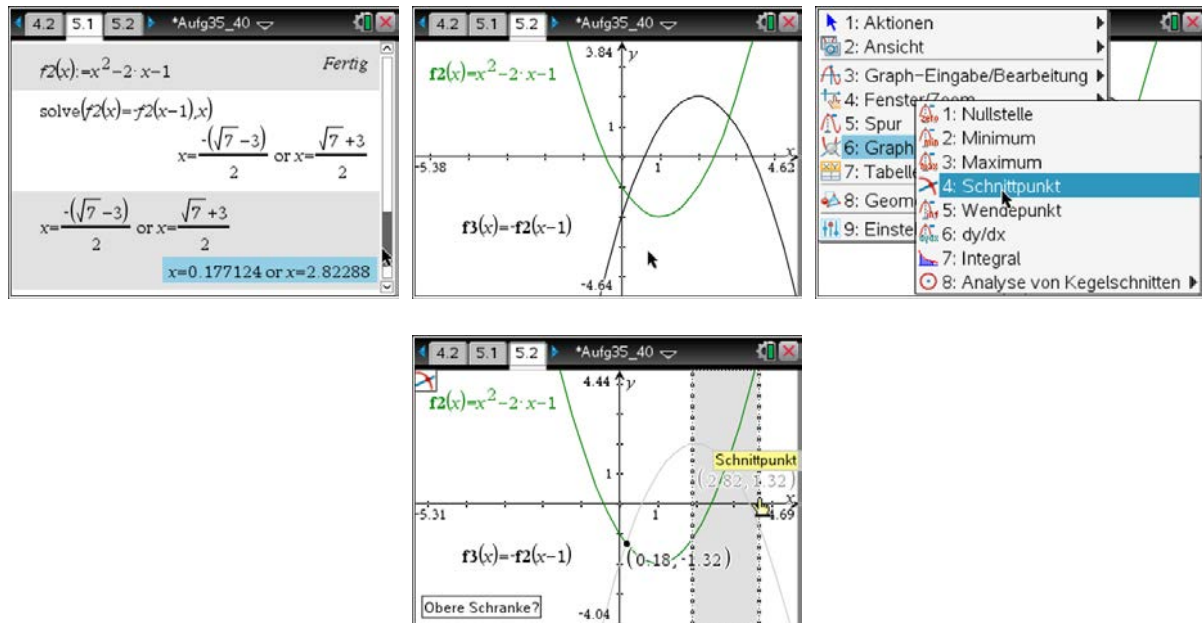 4.2 5.1 5.2 *Aufg35_40
f2(x):=x²-2·x-1 Fertig
solve(f2(x)=-f2(x-1),x)
x=-(√7-3)/2 or x=(√7+3)/2
x=-(√7-3)/2 or x=(√7+3)/2
x=0.177124 or x=2.82288
4.2 5.1 5.2 *Aufg35_40
3.84 y
f2(x)=x²-2·x-1
1
x
-5.38 1 4.62
f3(x)=-f2(x-1)
-4.64
1: Aktionen
2: Ansicht
3: Graph-Eingabe/Bearbeitung
4: Fenster/Zoom
5: Spur
6: Graph
7: Tabelle
8: Geom
9: Einste
1: Nullstelle
2: Minimum
3: Maximum
4: Schnittpunkt
5: Wendepunkt
6: dy/dx
7: Integral
8: Analyse von Kegelschnitten
4.2 5.1 5.2 *Aufg35_40
4.44 y
f2(x)=x²-2·x-1
Schnittpunkt
1 (2.82,1.32)
x
-5.31 1 4.69
f3(x)=-f2(x-1) (0.18,-1.32)
Obere Schranke? -4.04